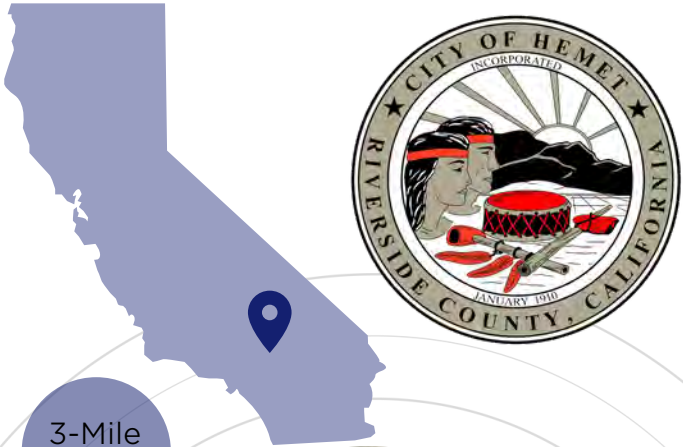 CITY OF HEMET
INCORPORATED
RIVERSIDE COUNTY, CALIFORNIA
JANUARY 1910
3-Mile